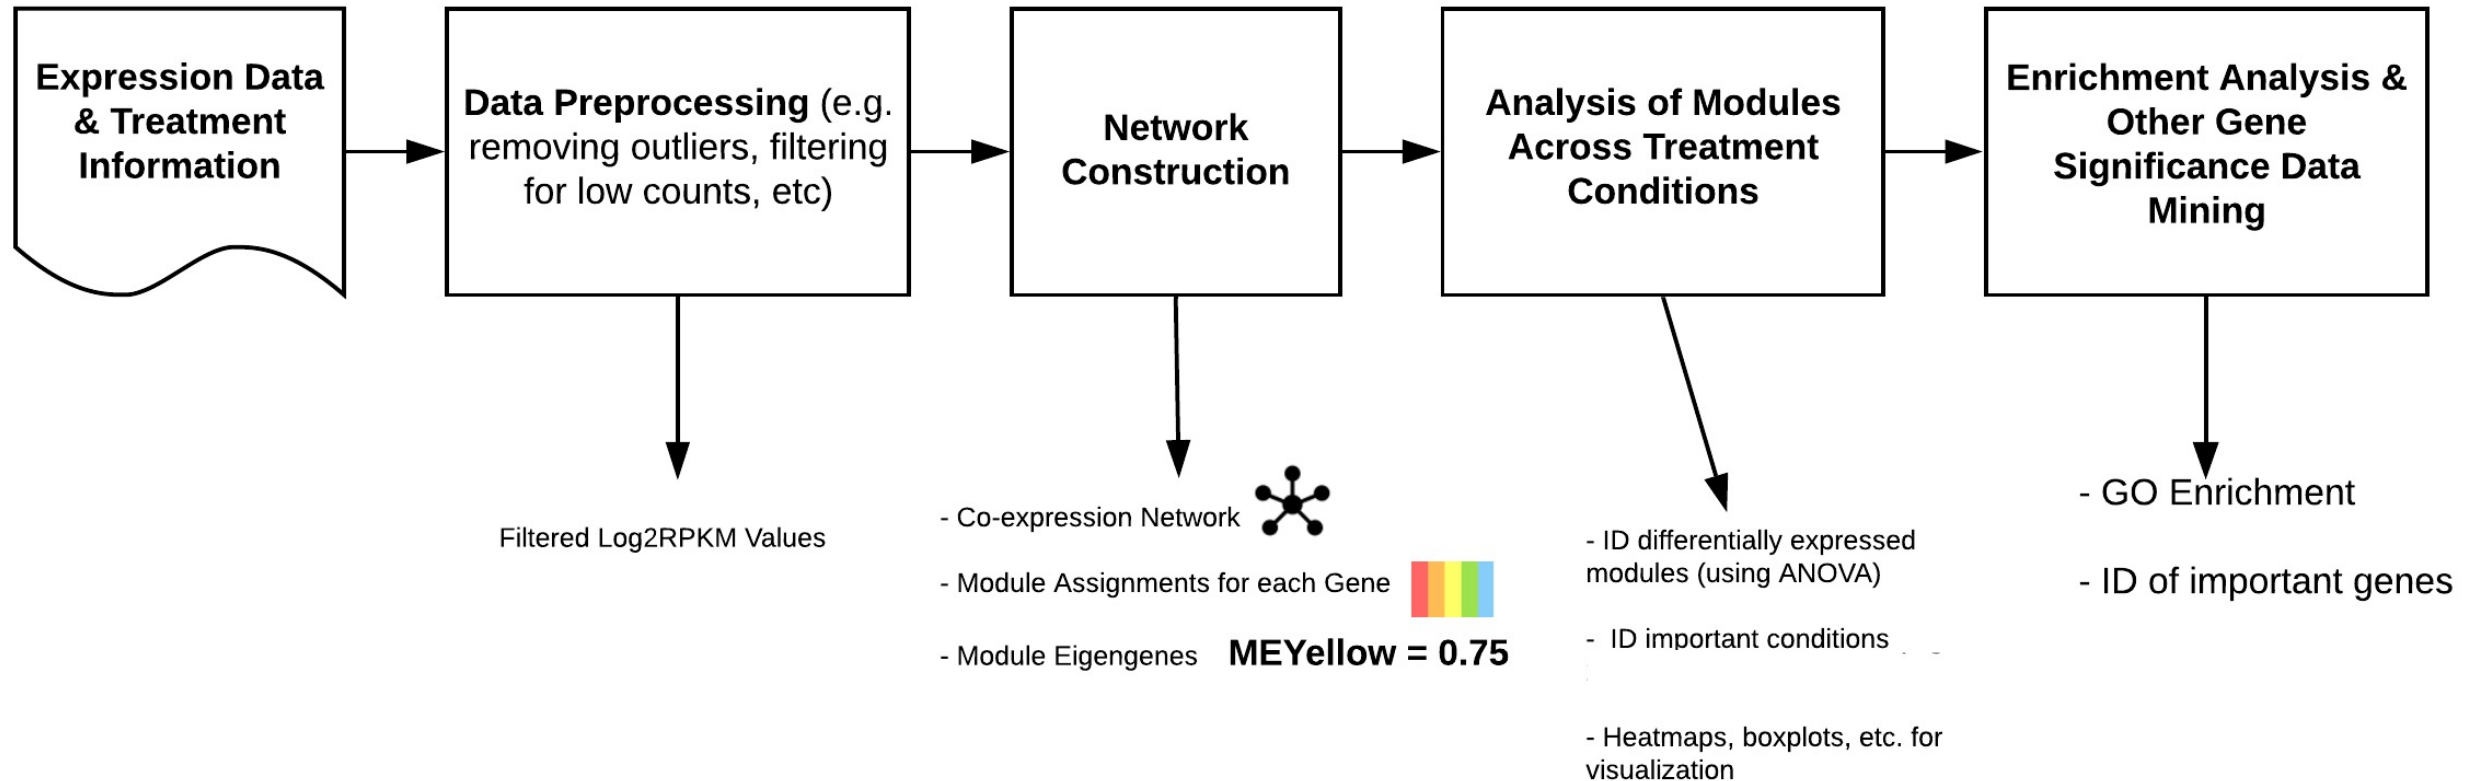 Expression Data
& Treatment
Information
Data Preprocessing (e.g.
removing outliers, filtering
for low counts, etc)
Network
Construction
Analysis of Modules
Across Treatment
Conditions
Enrichment Analysis &
Other Gene
Significance Data
Mining
Filtered Log2RPKM Values
- Co-expression Network
- Module Assignments for each Gene
- Module Eigengenes MEYellow = 0.75
- ID differentially expressed
modules (using ANOVA)
- ID important conditions
- Heatmaps, boxplots, etc. for
visualization
- GO Enrichment
- ID of important genes